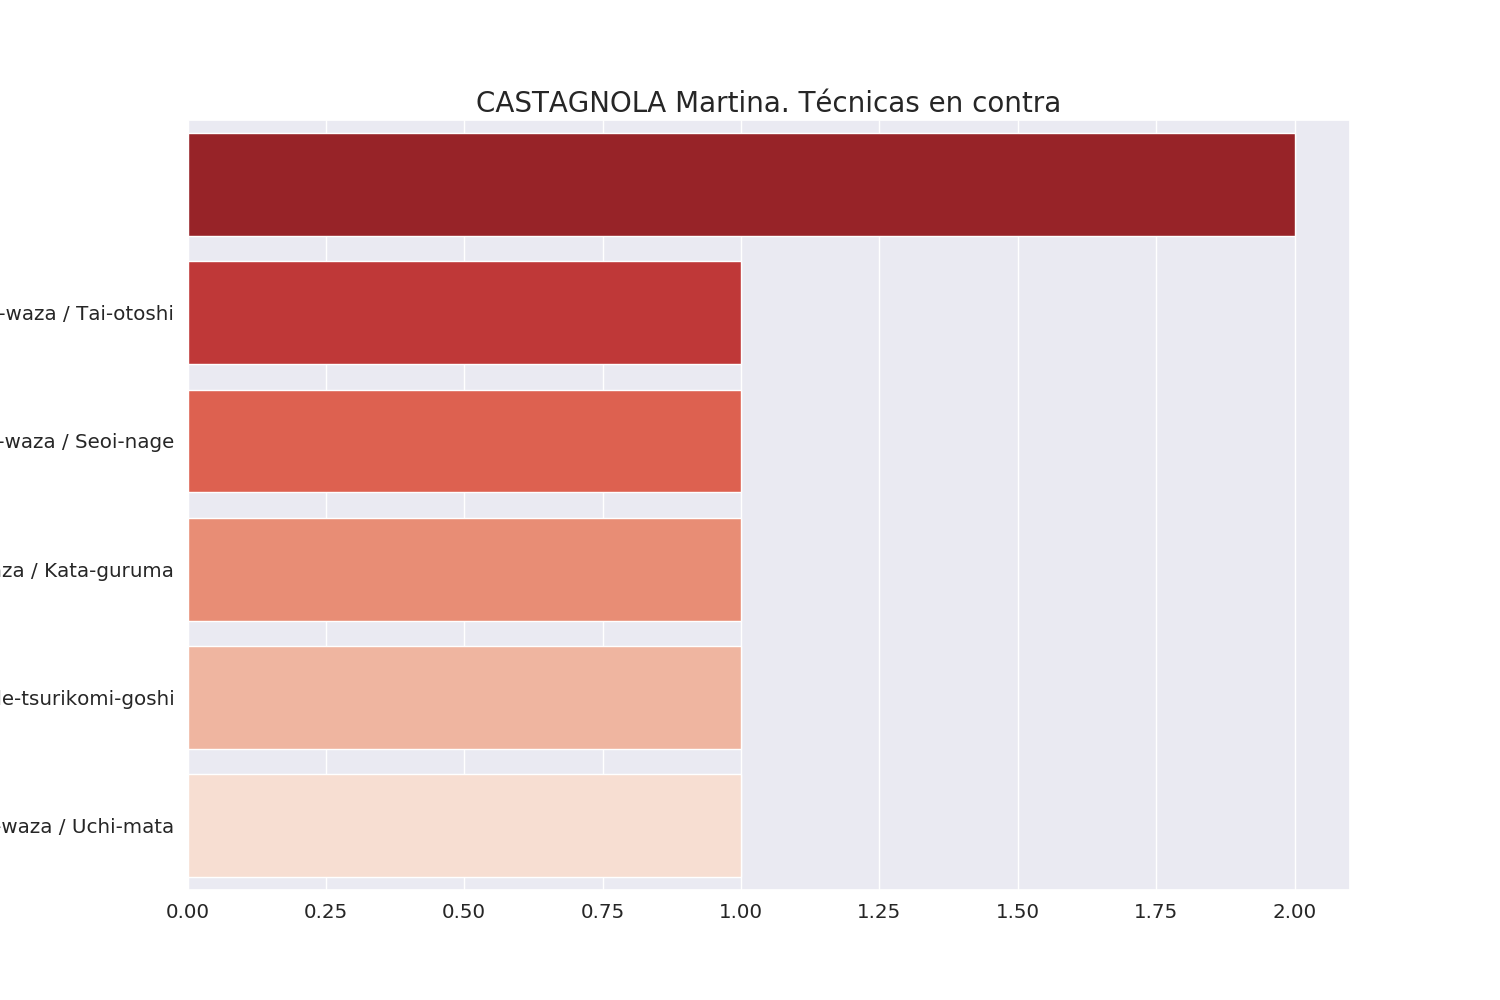 CASTAGNOLA Martina. Técnicas en contra
-waza / Tai-otoshi
-waza / Seoi-nage
/ Kata-guruma
-tsurikomi-goshi
-waza / Uchi-mata
0.00 0.25 0.50 0.75 1.00 1.25 1.50 1.75 2.00